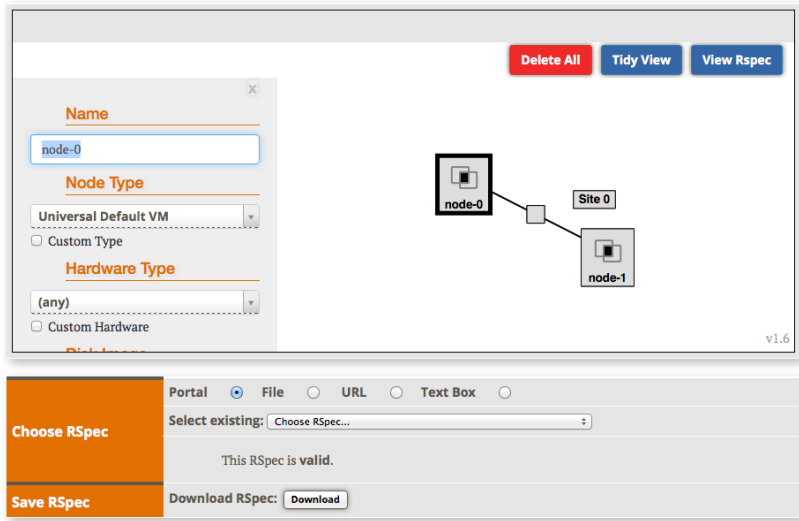 Delete All Tidy View View Rspec
x
Name
node-0
Node Type
Universal Default VM
Custom Type
Hardware Type
(any)
Custom Hardware
Disk Image
node-0
Site 0
node-1
v1.6
Choose RSpec
Portal File URL Text Box
Select existing: Choose RSpec...
This RSpec is valid.
Save RSpec
Download RSpec: Download